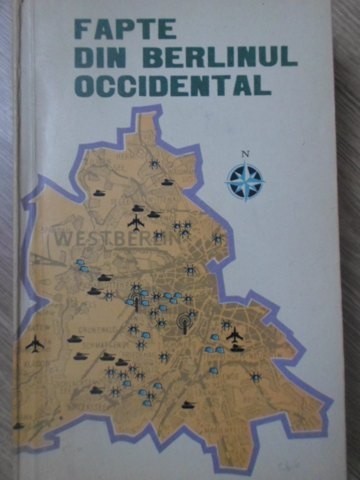 FAPTE
DIN BERLINUL
OCCIDENTAL
N
WESTBERLIN